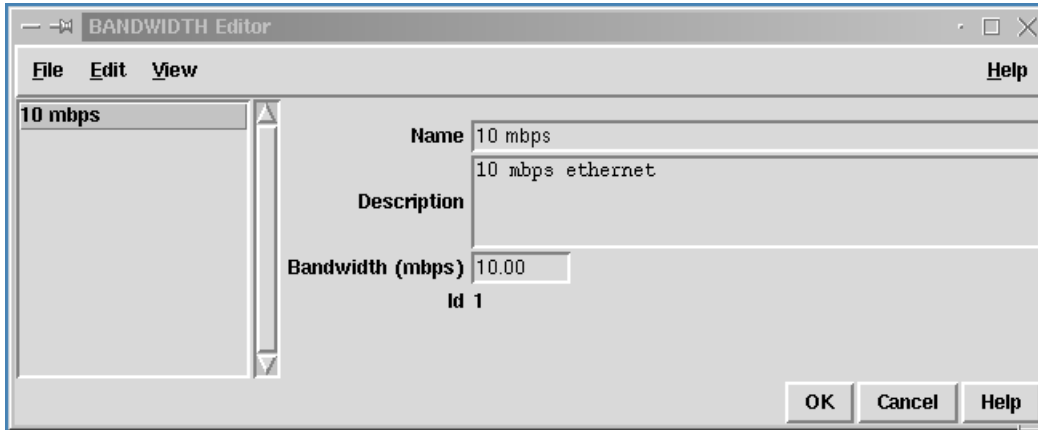 BANDWIDTH Editor
File Edit View Help
10 mbps
Name 10 mbps
Description 10 mbps ethernet
Bandwidth (mbps) 10.00
Id 1
OK Cancel Help